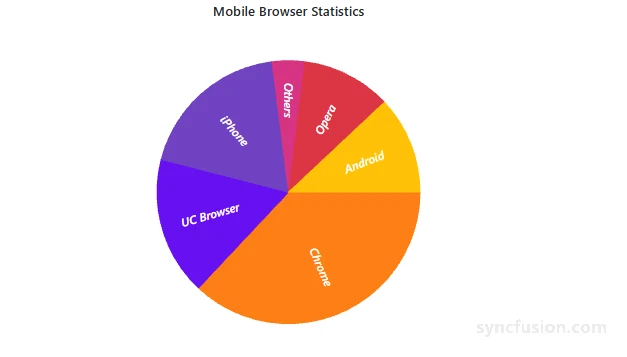 Mobile Browser Statistics
Others
Opera
iPhone
Android
UC Browser
Chrome
syncfusion.com